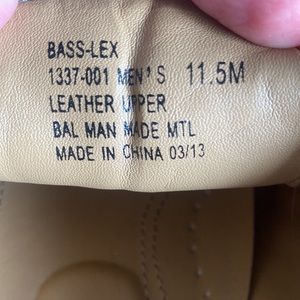 BASS-LEX
1337-001 MEN'S 11.5M
LEATHER UPPER
BAL MAN MADE MTL
MADE IN CHINA 03/13